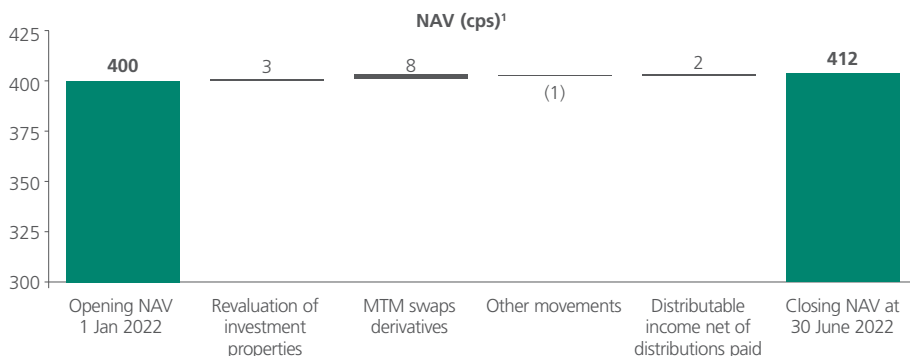 NAV (cps)¹
425
400
375
350
325
300
400
3
8
(1)
2
412
Opening NAV
1 Jan 2022
Revaluation of
investment
properties
MTM swaps
derivatives
Other movements
Distributable
income net of
distributions paid
Closing NAV at
30 June 2022